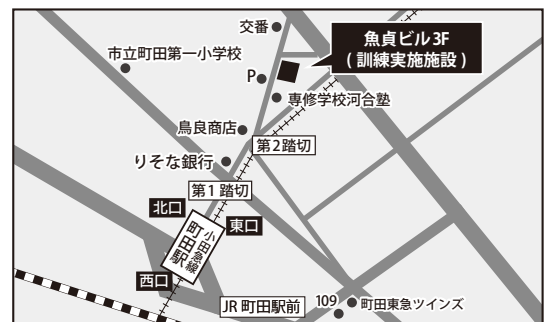 交番
魚貞ビル3F
(訓練実施施設)
市立町田第一小学校
P
専修学校河合塾
鳥良商店
第2踏切
りそな銀行
第1踏切
北口
東口
小田急線
町田駅
西口
JR 町田駅前
109
町田東急ツインズ